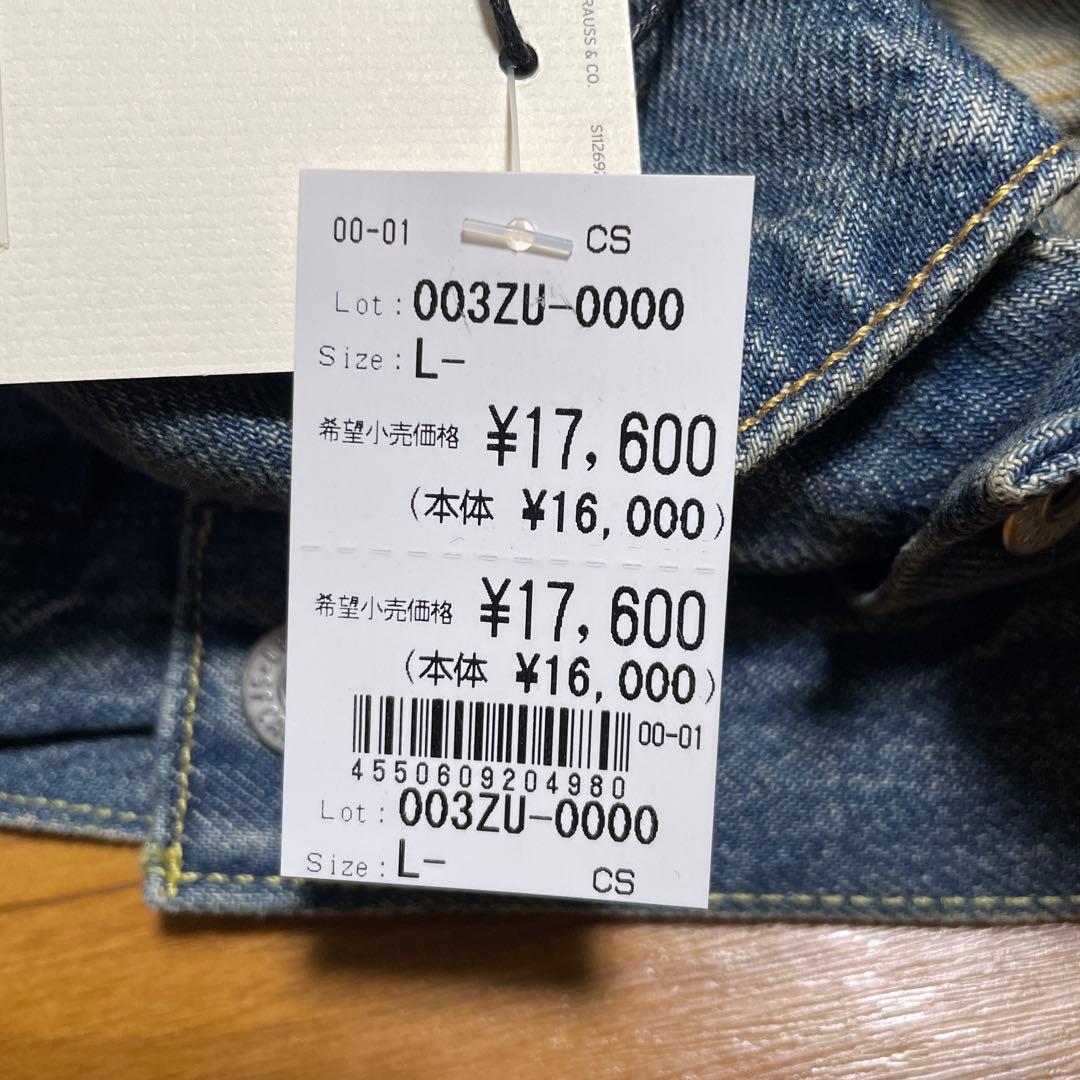 RAUSS & CO.
00-01
CS
Lot: 003ZU-0000
Size: L-
希望小売価格 ¥17,600
(本体 ¥16,000)
希望小売価格 ¥17,600
(本体 ¥16,000)
00-01
4550609204980
Lot: 003ZU-0000
Size: L-
CS